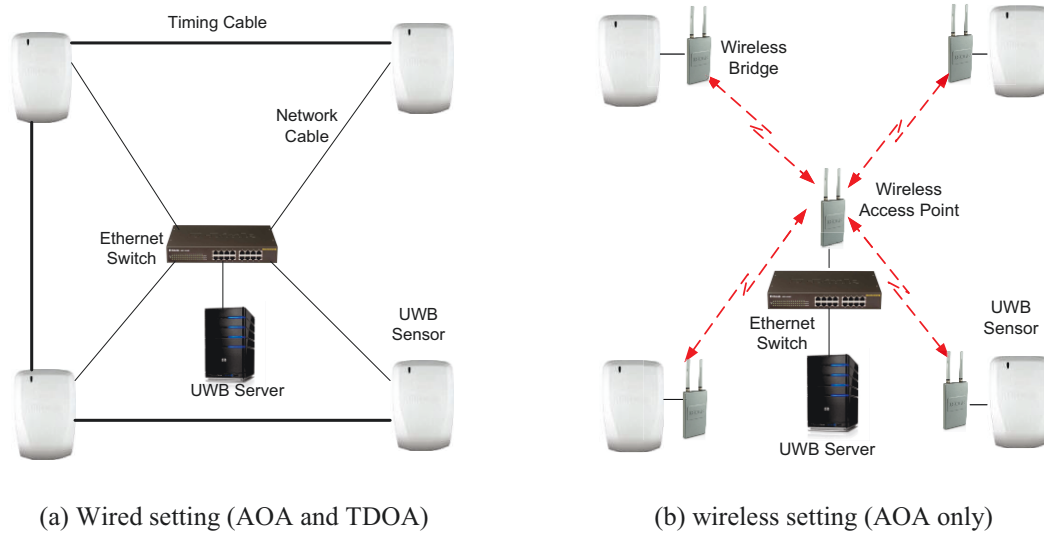 Timing Cable
Network
Cable
Ethernet
Switch
UWB
Sensor
UWB Server
(a) Wired setting (AOA and TDOA)
Wireless
Bridge
Wireless
Access Point
Ethernet
Switch
UWB
Sensor
UWB Server
(b) wireless setting (AOA only)